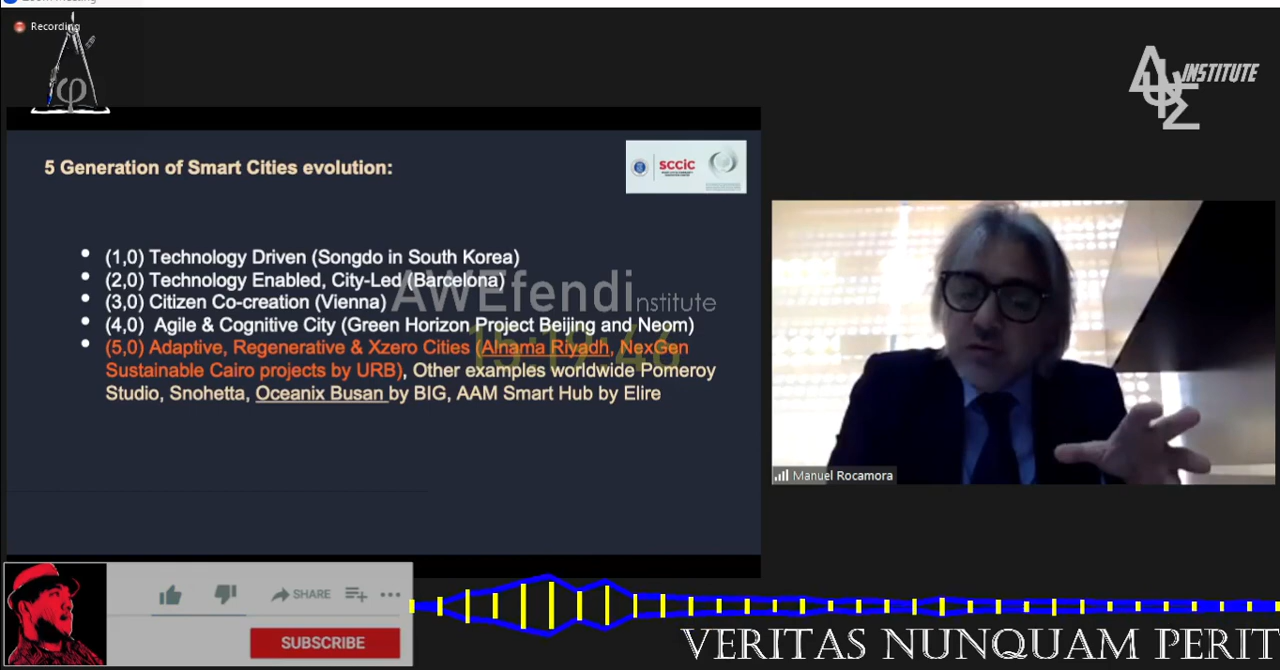 Zoom Meeting
Recording
φ
INSTITUTE
5 Generation of Smart Cities evolution:
SCCIC
(1,0) Technology Driven (Songdo in South Korea)
(2,0) Technology Enabled, City-Led (Barcelona)
(3,0) Citizen Co-creation (Vienna)
(4,0) Agile & Cognitive City (Green Horizon Project Beijing and Neom)
(5,0) Adaptive, Regenerative & Xzero Cities (Alnama Riyadh, NexGen
Sustainable Cairo projects by URB), Other examples worldwide Pomeroy
Studio, Snohetta, Oceanix Busan by BIG, AAM Smart Hub by Elire
AWEfendi Institute
Manuel Rocamora
SHARE
SUBSCRIBE
VERITAS NUNQUAM PERIT